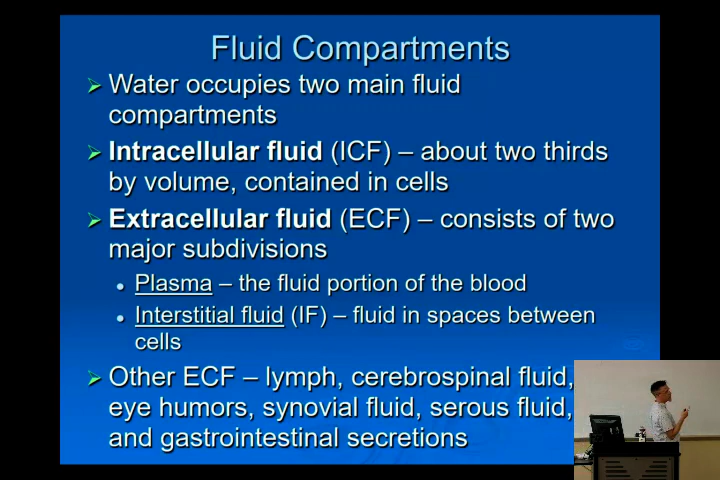 Fluid Compartments
Water occupies two main fluid
compartments
Intracellular fluid (ICF) – about two thirds
by volume, contained in cells
Extracellular fluid (ECF) – consists of two
major subdivisions
Plasma – the fluid portion of the blood
Interstitial fluid (IF) – fluid in spaces between
cells
Other ECF – lymph, cerebrospinal fluid,
eye humors, synovial fluid, serous fluid,
and gastrointestinal secretions